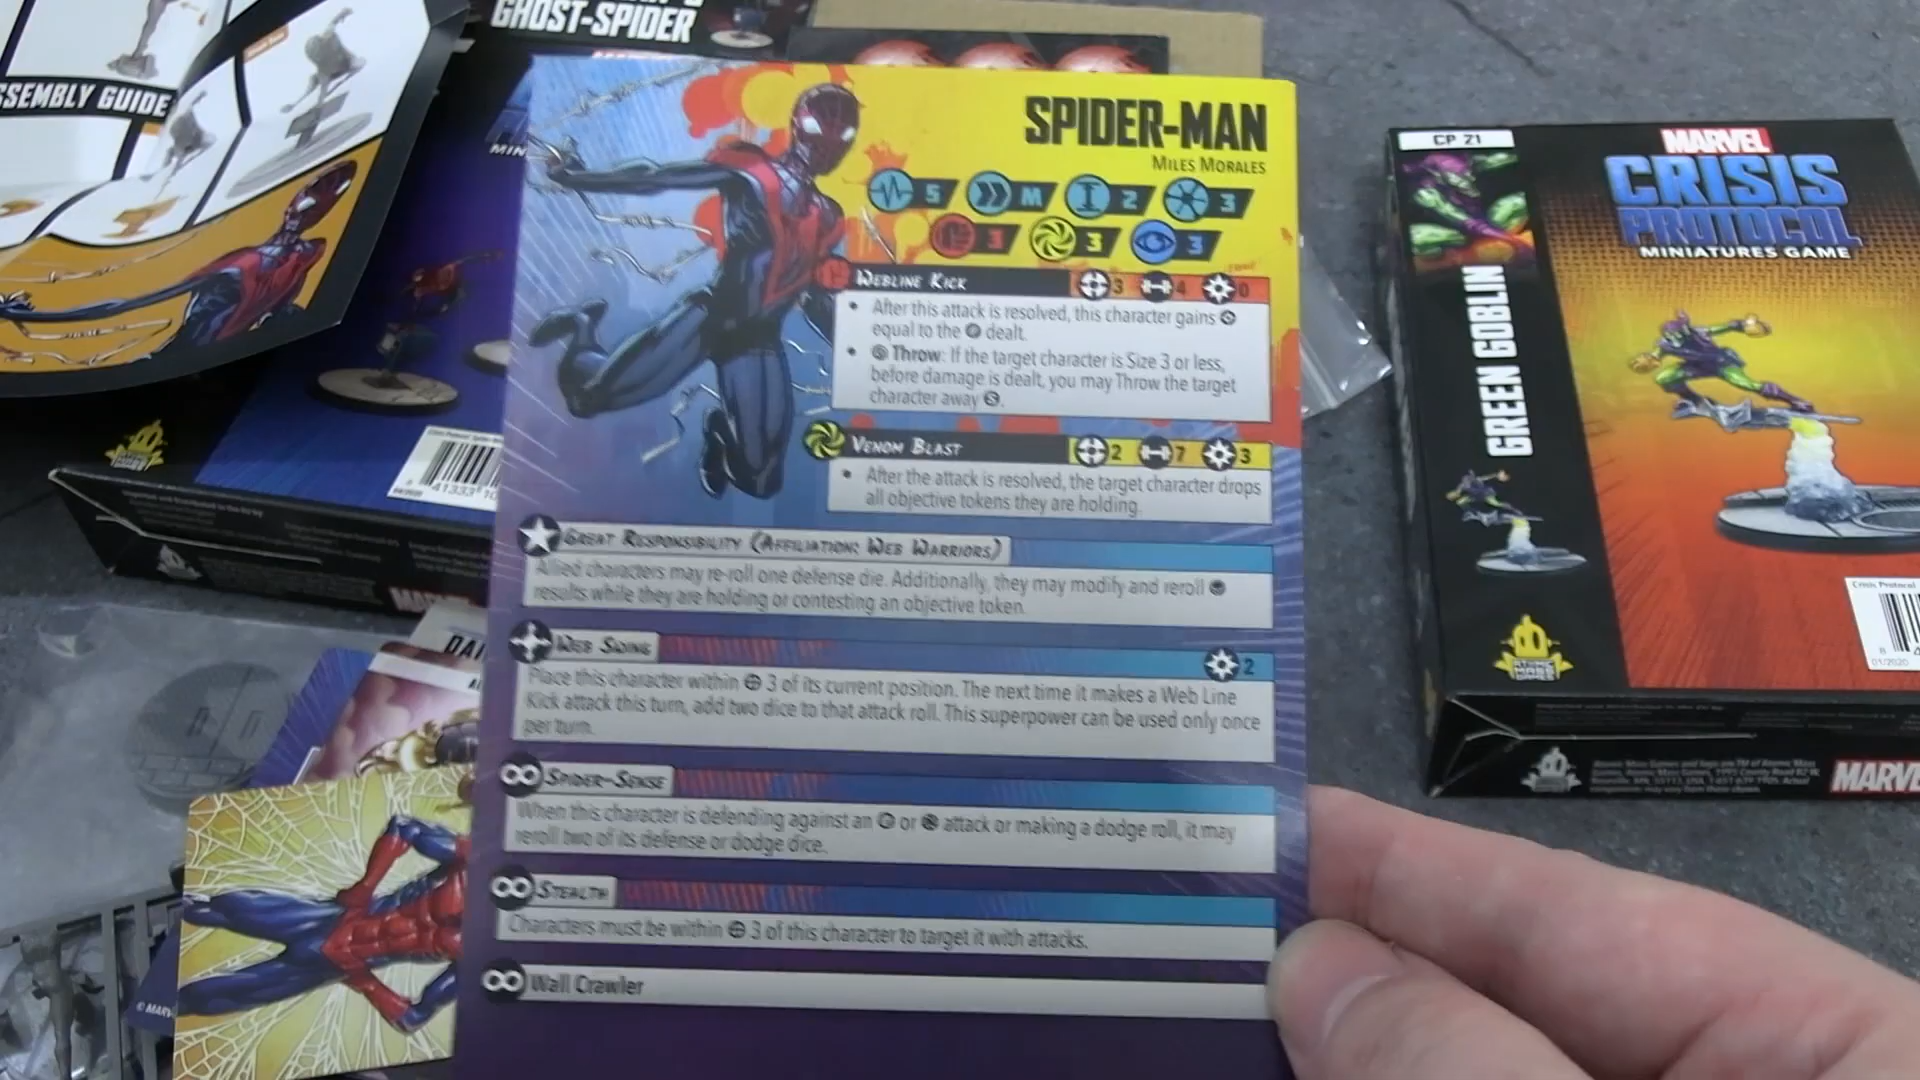 GHOST-SPIDER
ASSEMBLY GUIDE
MIN
SPIDER-MAN
MILES MORALES
5 M 2 3
3 3 3
WEBLINE KICK 3 4 0
• After this attack is resolved, this character gains
equal to the dealt.
• Throw: If the target character is Size 3 or less,
before damage is dealt, you may Throw the target
character away S.
VENOM BLAST 2 7 3
• After the attack is resolved, the target character drops
all objective tokens they are holding.
GREAT RESPONSIBILITY (AFFILIATION: WEB WARRIORS)
Allied characters may re-roll one defense die. Additionally, they may modify and reroll
results while they are holding or contesting an objective token.
WEB SWING 2
Place this character within 3 of its current position. The next time it makes a Web Line
Kick attack this turn, add two dice to that attack roll. This superpower can be used only once
per turn.
SPIDER-SENSE
When this character is defending against an or attack or making a dodge roll, it may
reroll two of its defense or dodge dice.
STEALTH
Characters must be within 3 of this character to target it with attacks.
Wall Crawler
CP 21
GREEN GOBLIN
MARVEL
CRISIS
PROTOCOL
MINIATURES GAME
Crisis Protocol
01/2020
MARVEL
41333 10
DAI
© MARV